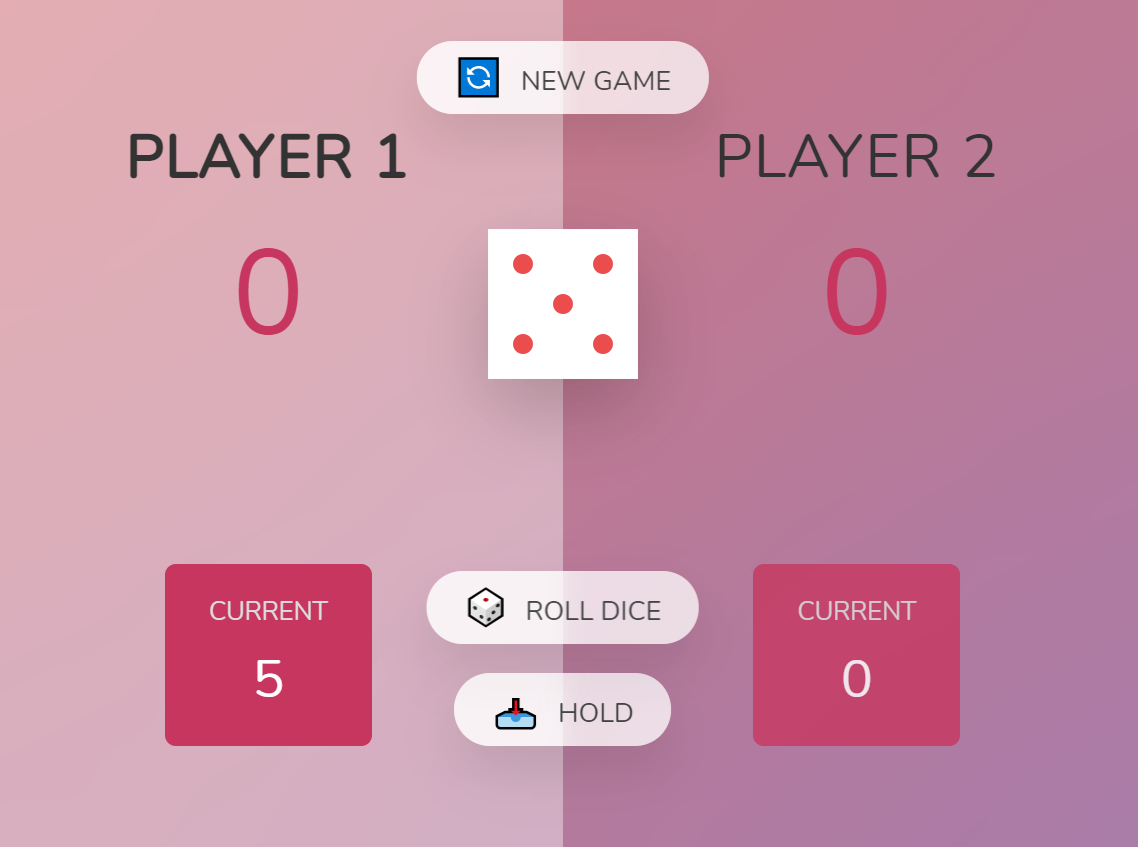 NEW GAME
PLAYER 1
PLAYER 2
0
0
CURRENT
5
ROLL DICE
HOLD
CURRENT
0